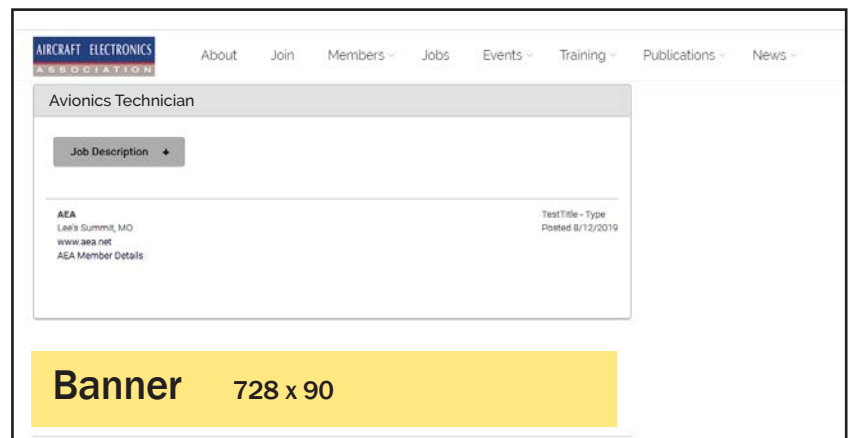 AIRCRAFT ELECTRONICS
ASSOCIATION
About Join Members Jobs Events Training Publications News
Avionics Technician
Job Description +
AEA TestTitle - Type
Lee's Summit, MO Posted 8/12/2019
www.aea.net
AEA Member Details
Banner 728 x 90